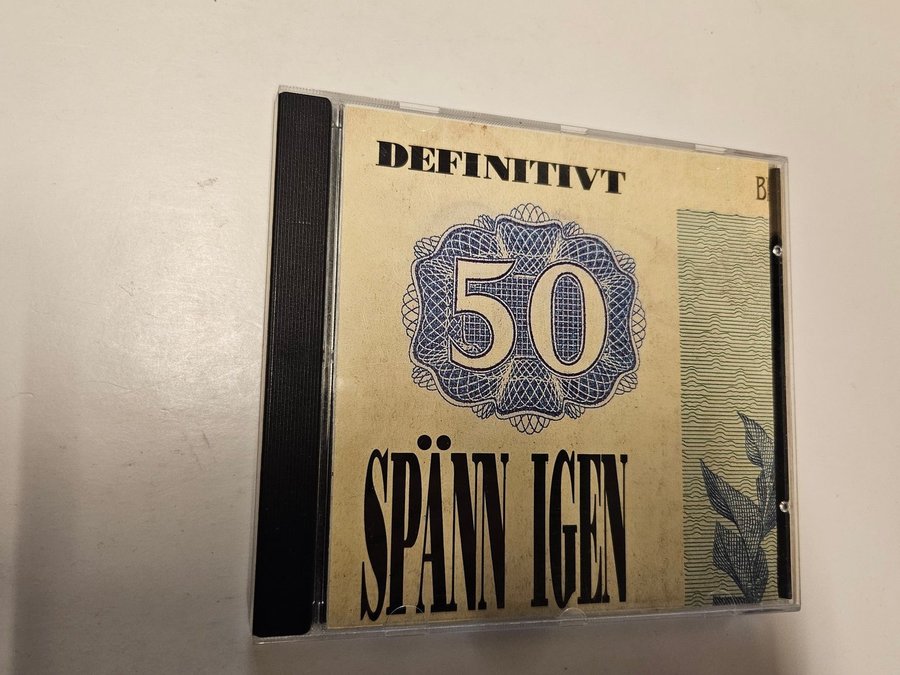 DEFINITIVT
B
50
SPÄNN IGEN